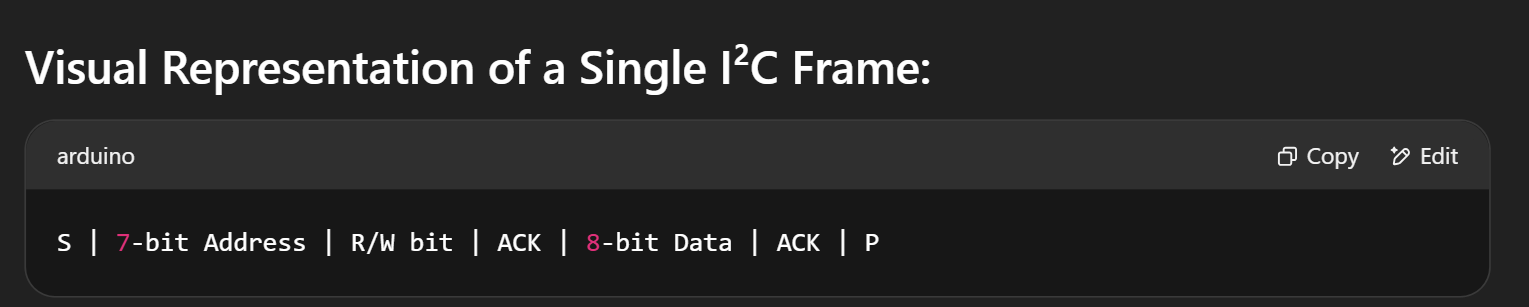 Visual Representation of a Single I²C Frame:
arduino Copy Edit
S | 7-bit Address | R/W bit | ACK | 8-bit Data | ACK | P